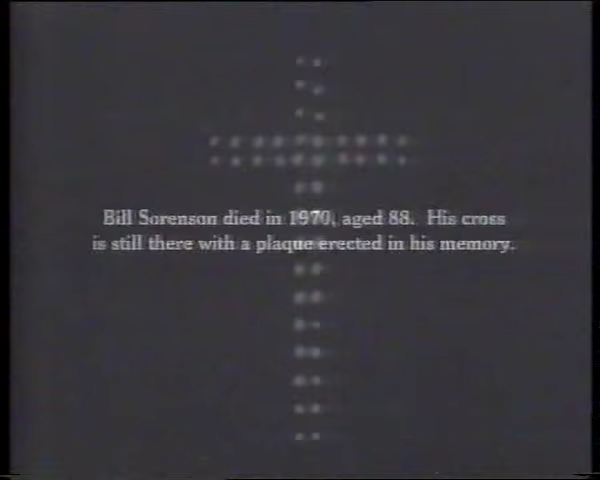 Bill Sorenson died in 1970, aged 88. His cross
is still there with a plaque erected in his memory.